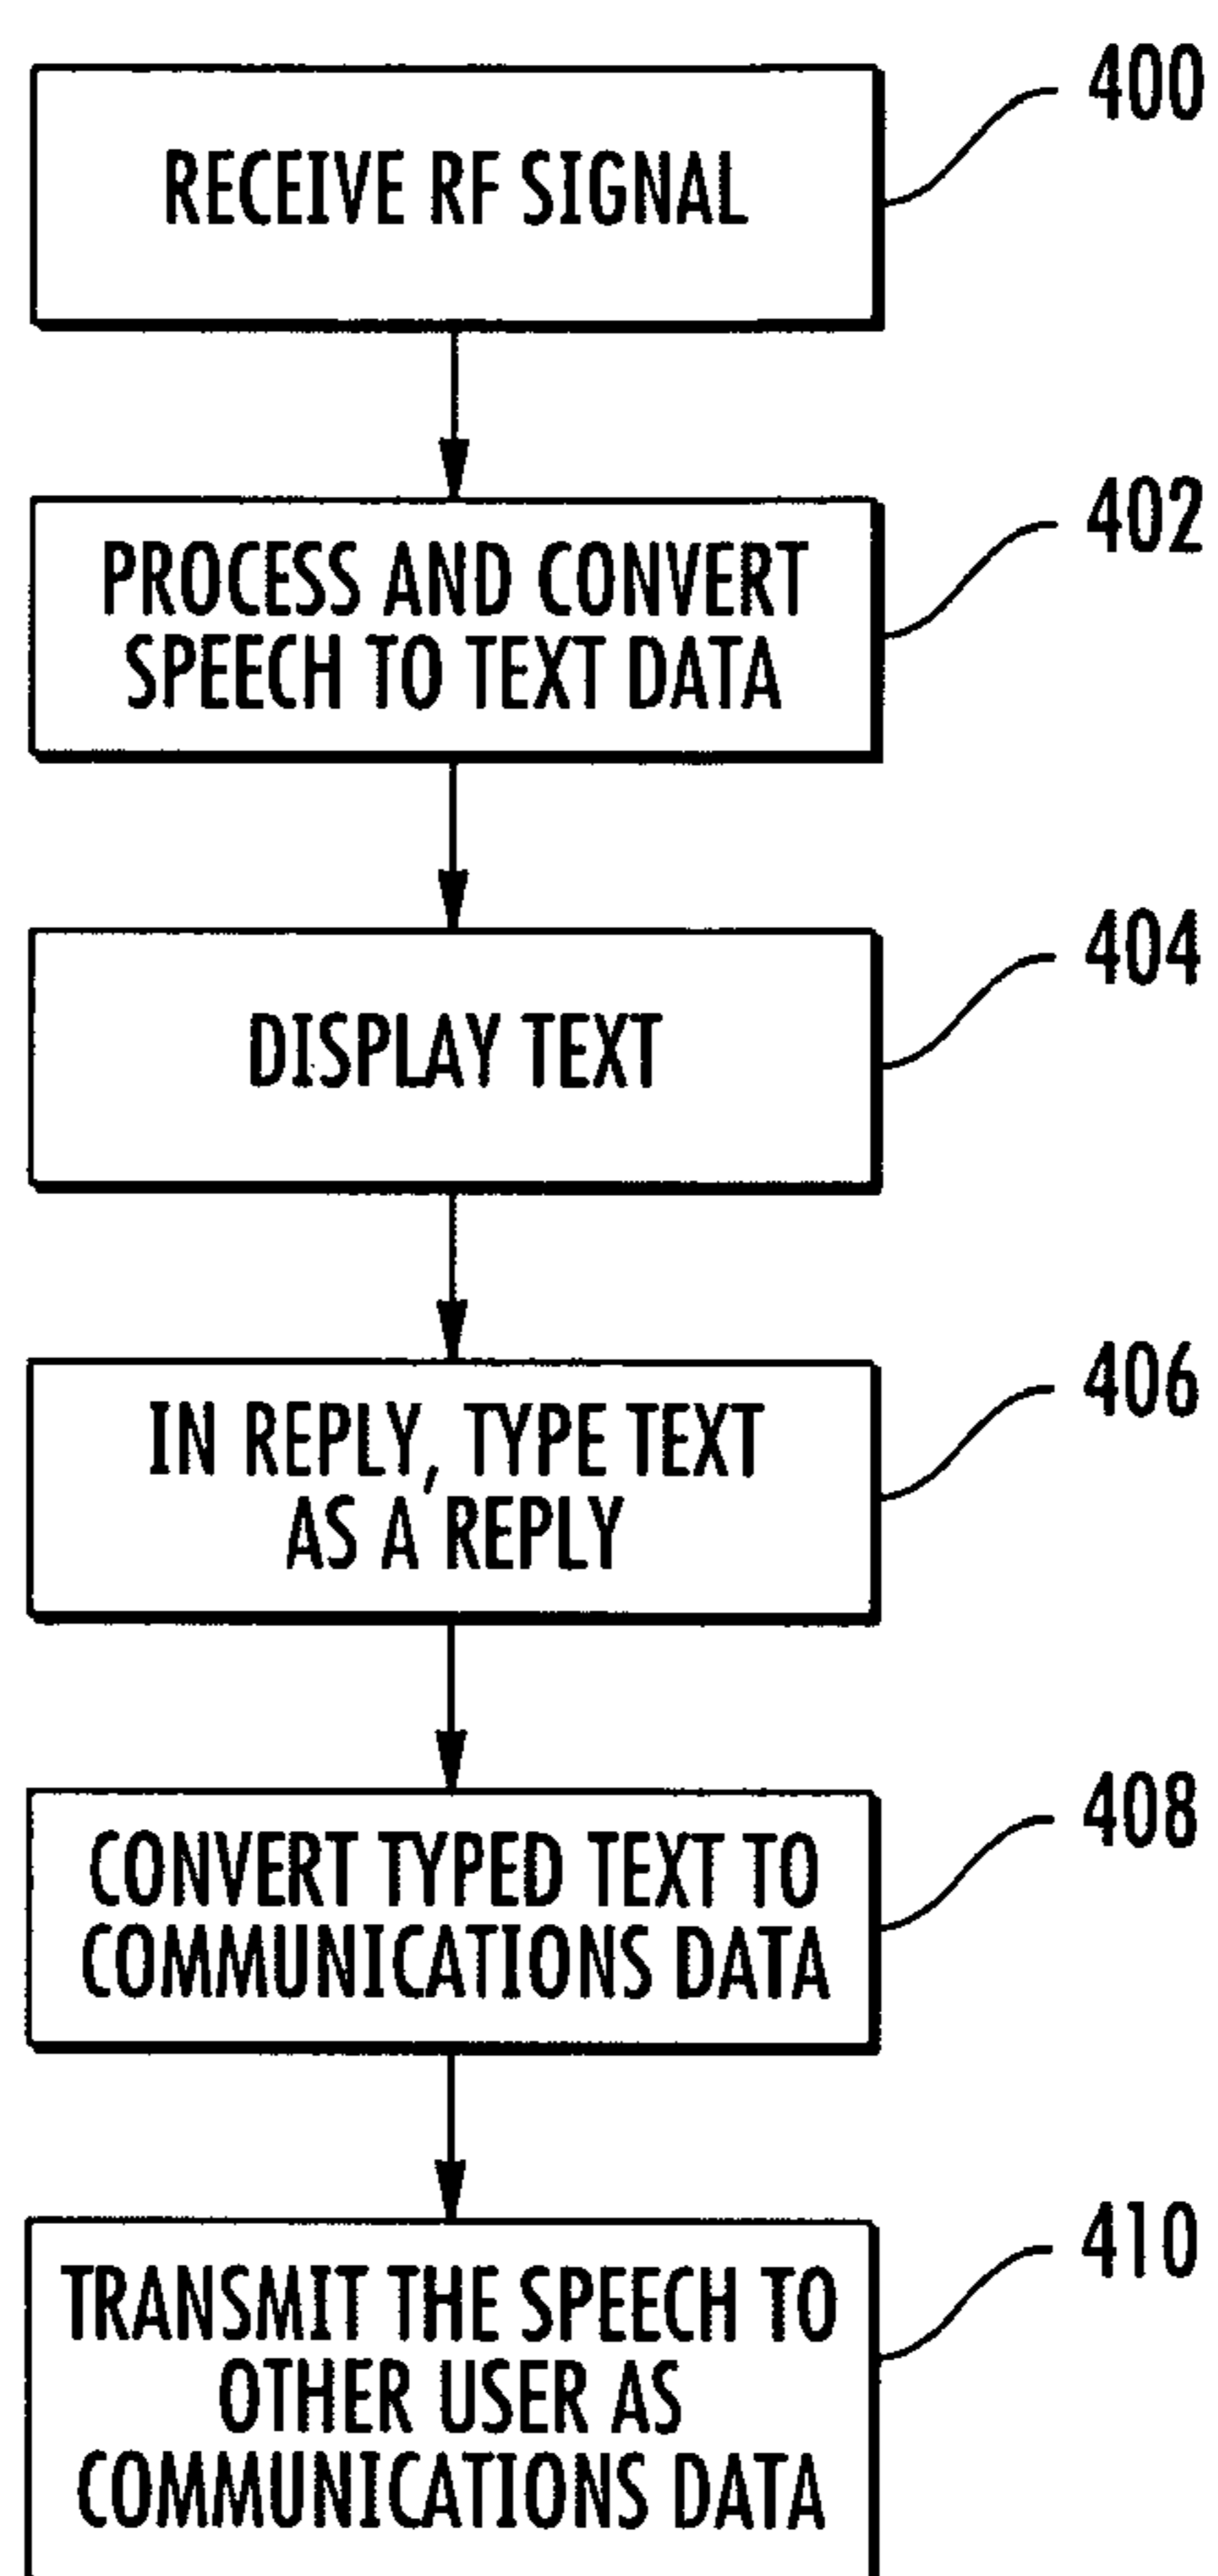 400
RECEIVE RF SIGNAL
402
PROCESS AND CONVERT
SPEECH TO TEXT DATA
404
DISPLAY TEXT
406
IN REPLY, TYPE TEXT
AS A REPLY
408
CONVERT TYPED TEXT TO
COMMUNICATIONS DATA
410
TRANSMIT THE SPEECH TO
OTHER USER AS
COMMUNICATIONS DATA